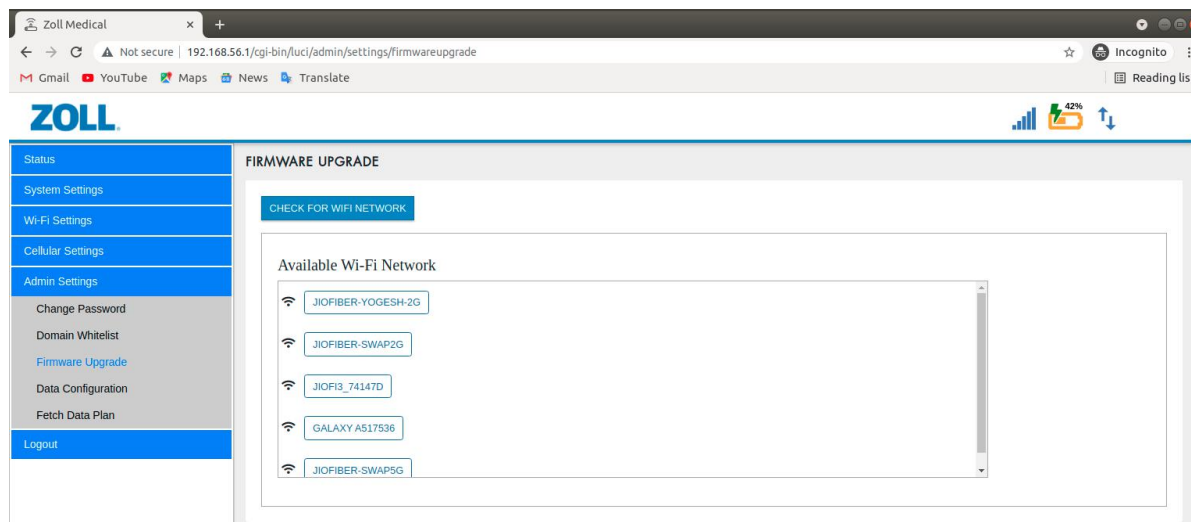 Zoll Medical
Not secure | 192.168.56.1/cgi-bin/luci/admin/settings/firmwareupgrade
Incognito
Gmail YouTube Maps News Translate
Reading lis
ZOLL.
42%
Status
FIRMWARE UPGRADE
System Settings
CHECK FOR WIFI NETWORK
Wi-Fi Settings
Cellular Settings
Available Wi-Fi Network
Admin Settings
Change Password
JIOFIBER-YOGESH-2G
Domain Whitelist
JIOFIBER-SWAP2G
Firmware Upgrade
Data Configuration
JIOFI3_74147D
Fetch Data Plan
GALAXY A517536
Logout
JIOFIBER-SWAP5G